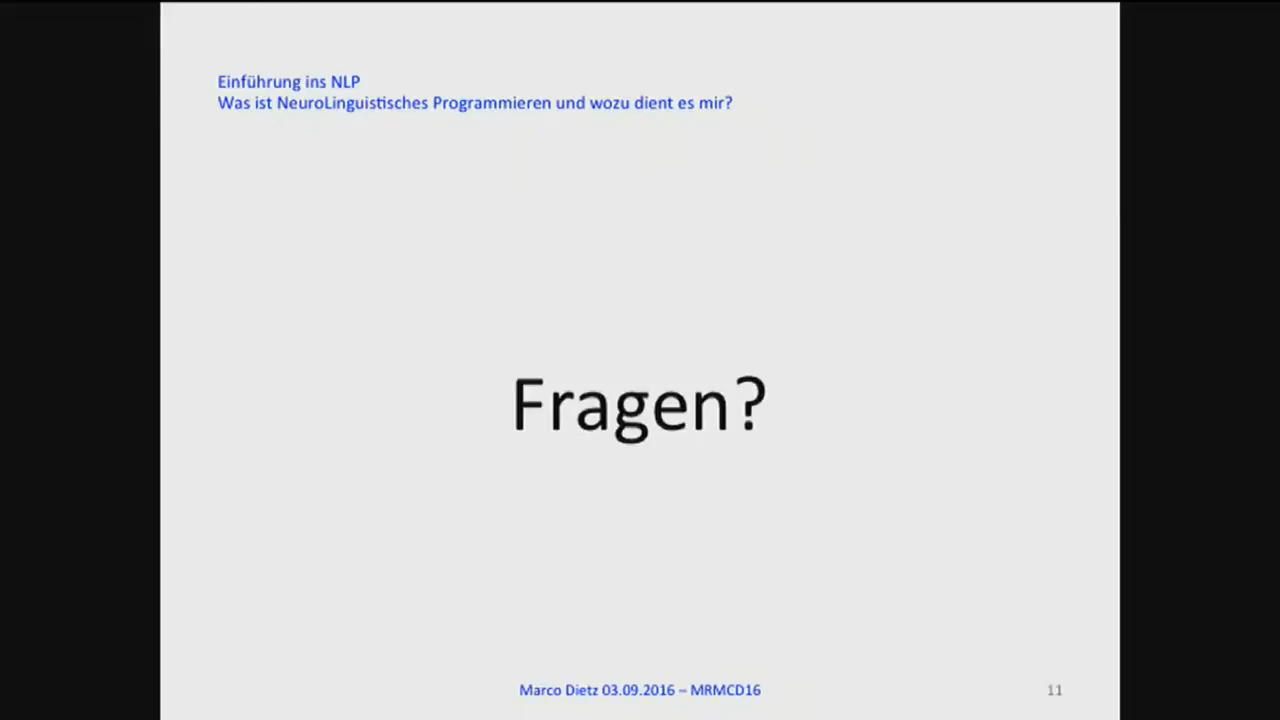 Einführung ins NLP
Was ist NeuroLinguistisches Programmieren und wozu dient es mir?
Fragen?
Marco Dietz 03.09.2016 – MRMCD16
11